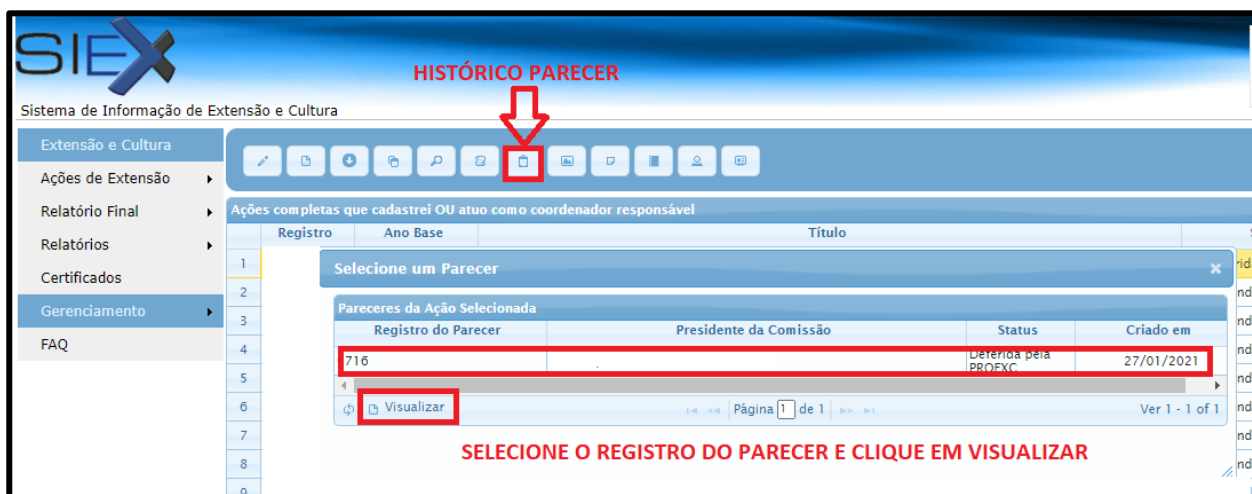 SIEX
HISTÓRICO PARECER
Sistema de Informação de Extensão e Cultura
Extensão e Cultura
Ações de Extensão
Relatório Final
Relatórios
Certificados
Gerenciamento
FAQ
Ações completas que cadastrei OU atuo como coordenador responsável
Registro Ano Base Título
1
2
3
4
5
6
7
8
9
Selecione um Parecer
Pareceres da Ação Selecionada
Registro do Parecer Presidente da Comissão Status Criado em
716 Deferida pela PROEXC 27/01/2021
Visualizar Página 1 de 1 Ver 1 - 1 of 1
SELECIONE O REGISTRO DO PARECER E CLIQUE EM VISUALIZAR